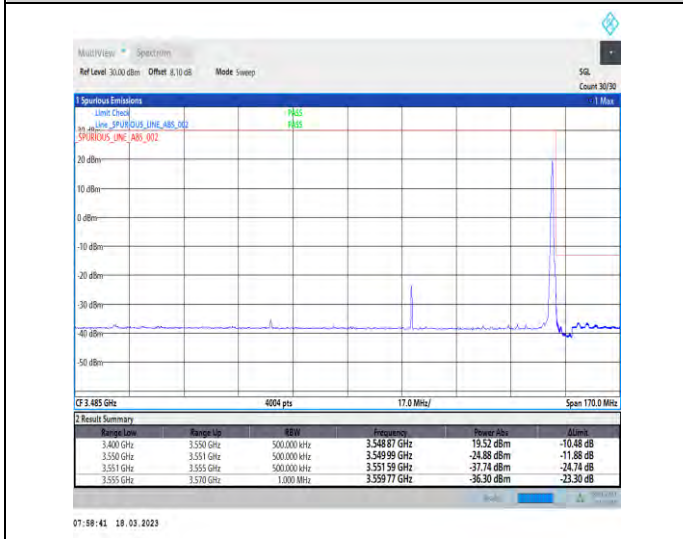 MultiView Spectrum
Ref Level 30.00 dBm Offset 8.10 dB Mode Sweep SGL
Count 30/30
1 Spurious Emissions 1 Max
Limit Check PASS
Line _SPURIOUS_LINE_ABS_002 PASS
30 dBm
_SPURIOUS_LINE_ABS_002
20 dBm
10 dBm
0 dBm
-10 dBm
-20 dBm
-30 dBm
-40 dBm
-50 dBm
CF 3.485 GHz 4004 pts 17.0 MHz/ Span 170.0 MHz
2 Result Summary
Range Low Range Up RBW Frequency Power Abs ΔLimit
3.400 GHz 3.550 GHz 500.000 kHz 3.548 87 GHz 19.52 dBm -10.48 dB
3.550 GHz 3.551 GHz 500.000 kHz 3.549 99 GHz -24.88 dBm -11.88 dB
3.551 GHz 3.555 GHz 500.000 kHz 3.551 59 GHz -37.74 dBm -24.74 dB
3.555 GHz 3.570 GHz 1.000 MHz 3.559 77 GHz -36.30 dBm -23.30 dB
07:58:41 18.03.2023